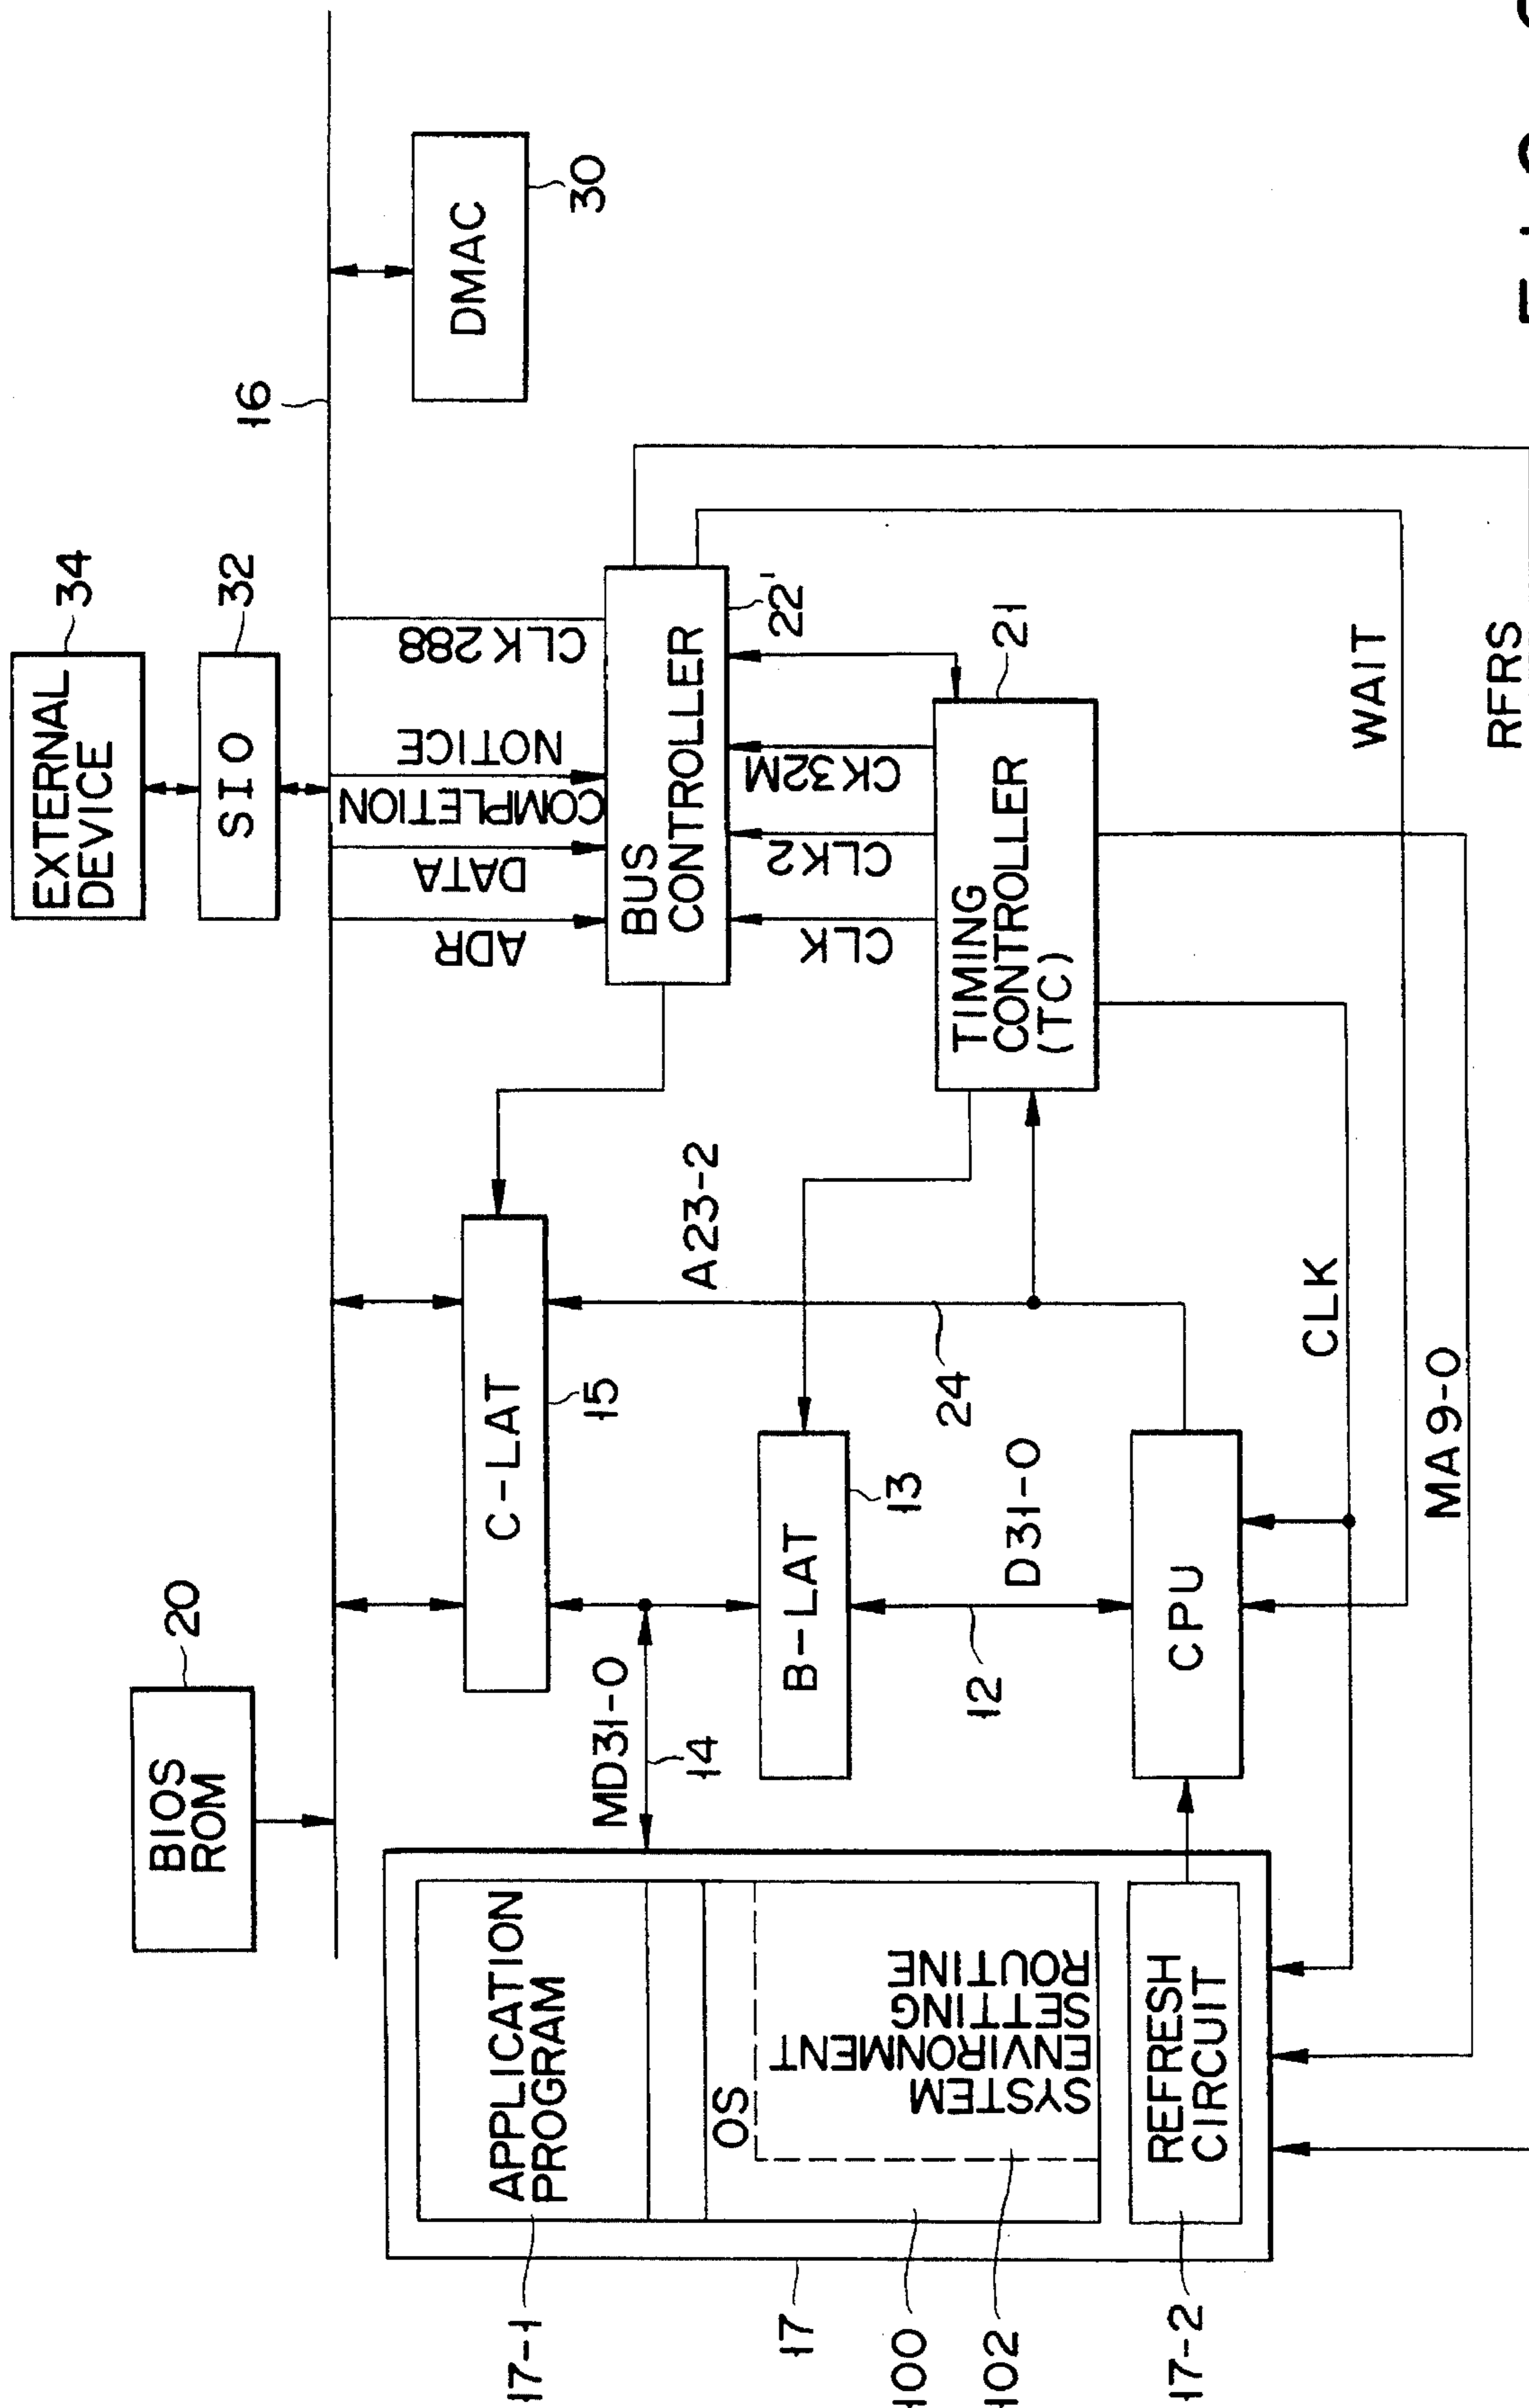 BIOS
ROM
20
EXTERNAL
DEVICE
34
SIO
32
16
DMAC
30
C-LAT
15
ADR
DATA
COMPLETION
NOTICE
CLK288
BUS
CONTROLLER
22'
APPLICATION
PROGRAM
17-1
MD31-0
14
B-LAT
13
A23-2
24
CLK
CLK2
CK32M
TIMING
CONTROLLER
(TC)
21
OS
SYSTEM
ENVIRONMENT
SETTING
ROUTINE
17
100
102
12
D31-0
CPU
REFRESH
CIRCUIT
17-2
CLK
WAIT
MA9-0
RFRS